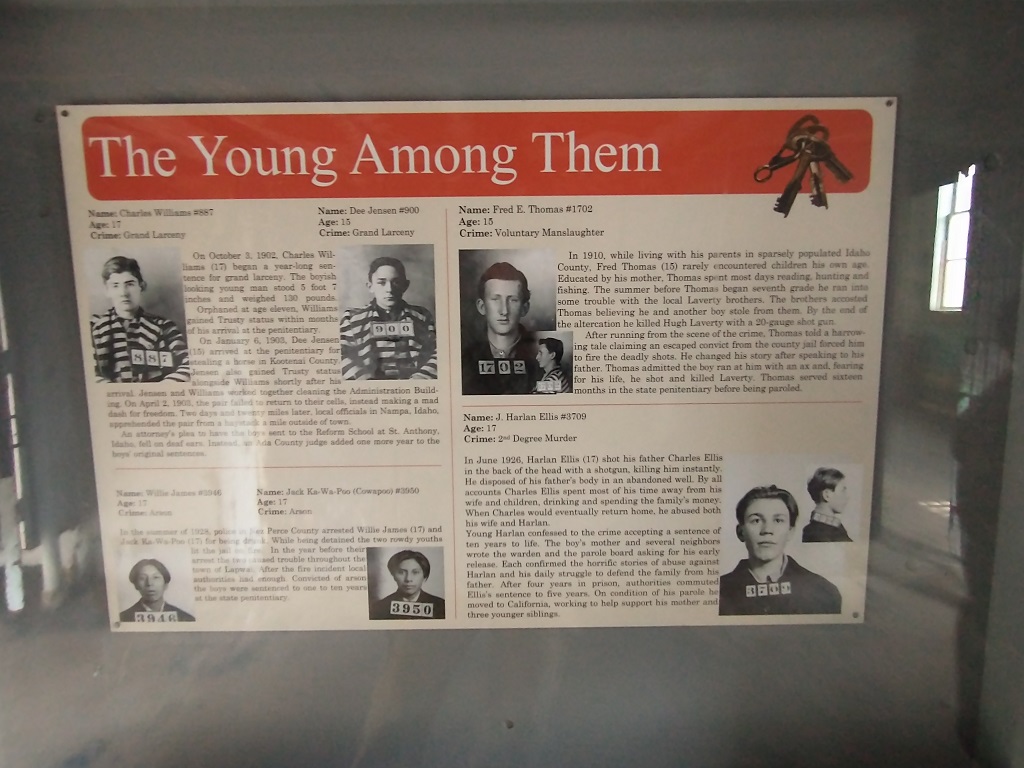 The Young Among Them
Name: Charles Williams #887
Age: 17
Crime: Grand Larceny
Name: Dee Jensen #900
Age: 15
Crime: Grand Larceny
On October 3, 1902, Charles Wil-
liams (17) began a year-long sen-
tence for grand larceny. The boyish
looking young man stood 5 foot 7
inches and weighed 130 pounds.
Orphaned at age eleven, Williams
gained Trusty status within months
of his arrival at the penitentiary.
On January 6, 1903, Dee Jensen
(15) arrived at the penitentiary for
stealing a horse in Kootenai County.
Jensen also gained Trusty status
alongside Williams shortly after his
arrival. Jensen and Williams worked together cleaning the Administration Build-
ing. On April 2, 1903, the pair failed to return to their cells, instead making a mad
dash for freedom. Two days and twenty miles later, local officials in Nampa, Idaho,
apprehended the pair from a haystack a mile outside of town.
An attorney's plea to have the boys sent to the Reform School at St. Anthony,
Idaho, fell on deaf ears. Instead, an Ada County judge added one more year to the
boys' original sentences.
887
900
Name: Willie James #3946
Age: 17
Crime: Arson
Name: Jack Ka-Wa-Poo (Cowapoo) #3950
Age: 17
Crime: Arson
In the summer of 1928, police in Nez Perce County arrested Willie James (17) and
Jack Ka-Wa-Poo (17) for being drunk. While being detained the two rowdy youths
lit the jail on fire. In the year before their
arrest the two caused trouble throughout the
town of Lapwai. After the fire incident local
authorities had enough. Convicted of arson
the boys were sentenced to one to ten years
at the state penitentiary.
3946
3950
Name: Fred E. Thomas #1702
Age: 15
Crime: Voluntary Manslaughter
In 1910, while living with his parents in sparsely populated Idaho
County, Fred Thomas (15) rarely encountered children his own age.
Educated by his mother, Thomas spent most days reading, hunting and
fishing. The summer before Thomas began seventh grade he ran into
some trouble with the local Laverty brothers. The brothers accosted
Thomas believing he and another boy stole from them. By the end of
the altercation he killed Hugh Laverty with a 20-gauge shot gun.
After running from the scene of the crime, Thomas told a harrow-
ing tale claiming an escaped convict from the county jail forced him
to fire the deadly shots. He changed his story after speaking to his
father. Thomas admitted the boy ran at him with an ax and, fearing
for his life, he shot and killed Laverty. Thomas served sixteen
months in the state penitentiary before being paroled.
1702
Name: J. Harlan Ellis #3709
Age: 17
Crime: 2nd Degree Murder
In June 1926, Harlan Ellis (17) shot his father Charles Ellis
in the back of the head with a shotgun, killing him instantly.
He disposed of his father's body in an abandoned well. By all
accounts Charles Ellis spent most of his time away from his
wife and children, drinking and spending the family's money.
When Charles would eventually return home, he abused both
his wife and Harlan.
Young Harlan confessed to the crime accepting a sentence of
ten years to life. The boy's mother and several neighbors
wrote the warden and the parole board asking for his early
release. Each confirmed the horrific stories of abuse against
Harlan and his daily struggle to defend the family from his
father. After four years in prison, authorities commuted
Ellis's sentence to five years. On condition of his parole he
moved to California, working to help support his mother and
three younger siblings.
3709